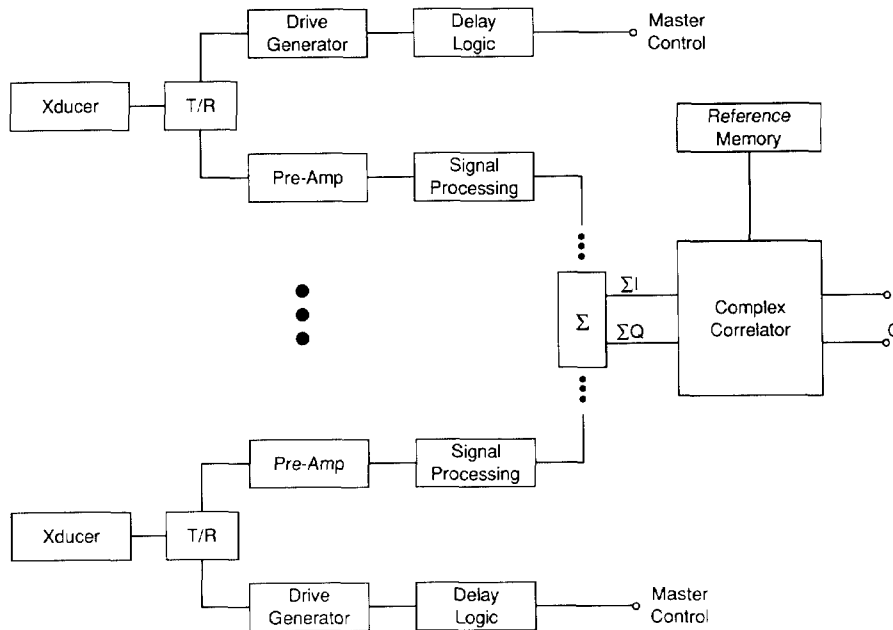 Drive
Generator
Delay
Logic
Master
Control
Xducer
T/R
Reference
Memory
Pre-Amp
Signal
Processing
ΣI
Σ
ΣQ
Complex
Correlator
Pre-Amp
Signal
Processing
Xducer
T/R
Drive
Generator
Delay
Logic
Master
Control